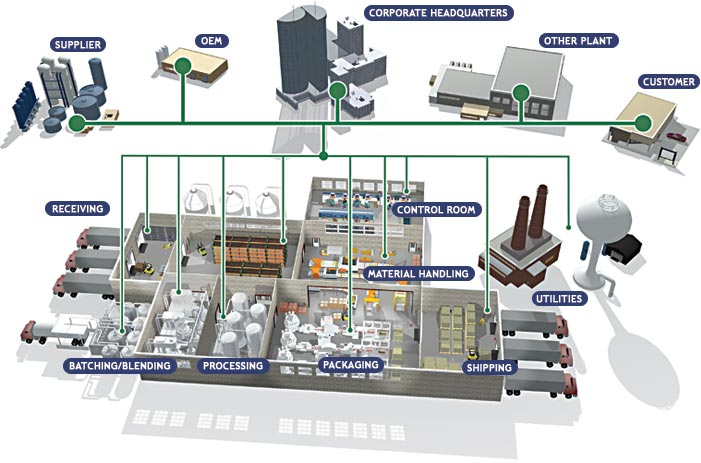 CORPORATE HEADQUARTERS
SUPPLIER
OEM
OTHER PLANT
CUSTOMER
RECEIVING
CONTROL ROOM
MATERIAL HANDLING
UTILITIES
BATCHING/BLENDING
PROCESSING
PACKAGING
SHIPPING